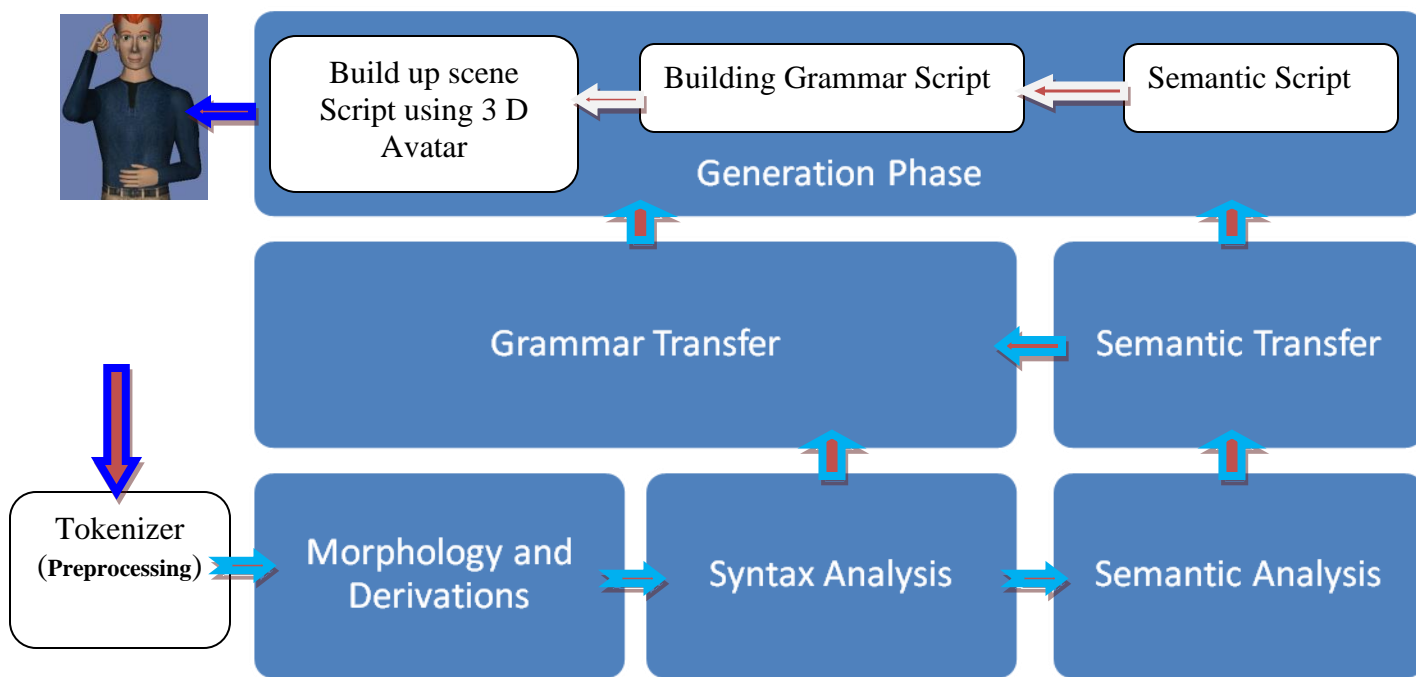 Build up scene
Script using 3 D
Avatar
Building Grammar Script
Semantic Script
Generation Phase
Grammar Transfer
Semantic Transfer
Tokenizer
(Preprocessing)
Morphology and
Derivations
Syntax Analysis
Semantic Analysis